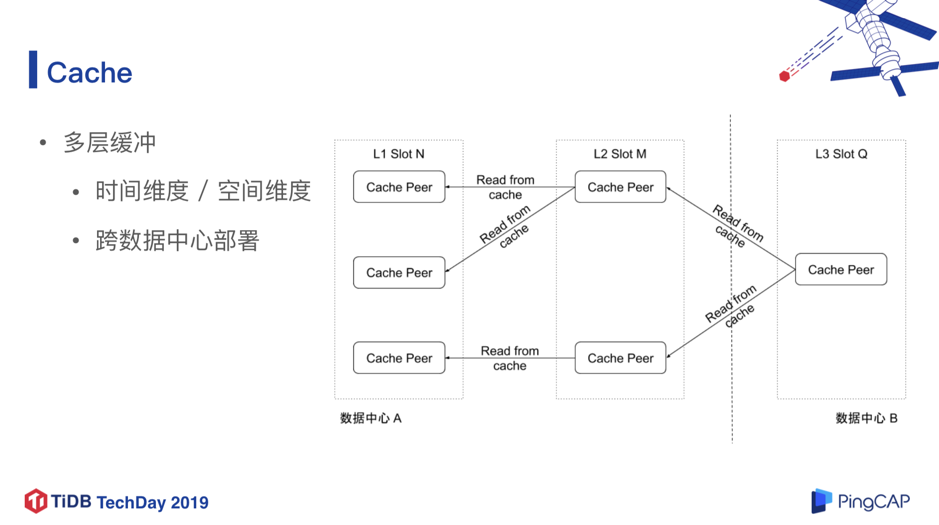 Cache
• 多层缓冲
• 时间维度 / 空间维度
• 跨数据中心部署
L1 Slot N
L2 Slot M
L3 Slot Q
Cache Peer
Read from
cache
Cache Peer
Read from
cache
Read from
cache
Cache Peer
Cache Peer
Read from
cache
Cache Peer
Read from
cache
Cache Peer
数据中心 A
数据中心 B
TiDB TechDay 2019
PingCAP